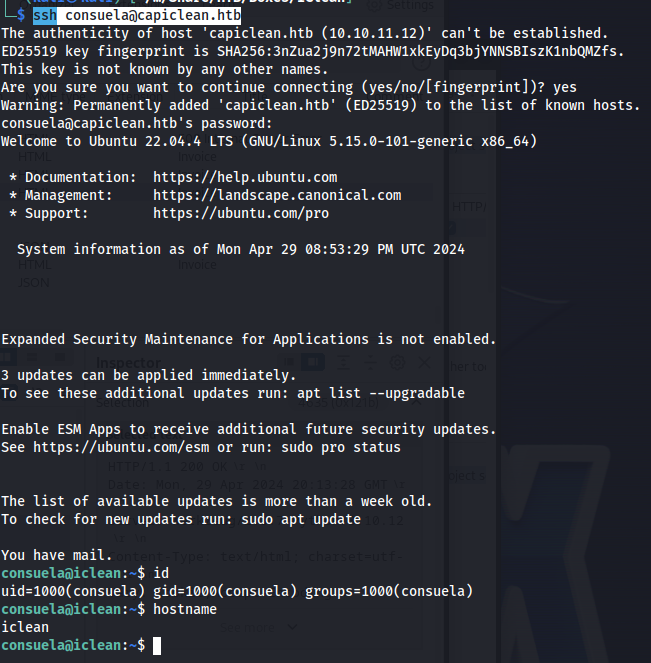 $ ssh consuela@capiclean.htb
The authenticity of host 'capiclean.htb (10.10.11.12)' can't be established.
ED25519 key fingerprint is SHA256:3nZua2j9n72tMAHW1xkEyDq3bjYNNSBIszK1nbQMZfs.
This key is not known by any other names.
Are you sure you want to continue connecting (yes/no/[fingerprint])? yes
Warning: Permanently added 'capiclean.htb' (ED25519) to the list of known hosts.
consuela@capiclean.htb's password:
Welcome to Ubuntu 22.04.4 LTS (GNU/Linux 5.15.0-101-generic x86_64)
* Documentation: https://help.ubuntu.com
* Management: https://landscape.canonical.com
* Support: https://ubuntu.com/pro
System information as of Mon Apr 29 08:53:29 PM UTC 2024
Expanded Security Maintenance for Applications is not enabled.
3 updates can be applied immediately.
To see these additional updates run: apt list --upgradable
Enable ESM Apps to receive additional future security updates.
See https://ubuntu.com/esm or run: sudo pro status
The list of available updates is more than a week old.
To check for new updates run: sudo apt update
You have mail.
consuela@iclean:~$ id
uid=1000(consuela) gid=1000(consuela) groups=1000(consuela)
consuela@iclean:~$ hostname
iclean
consuela@iclean:~$